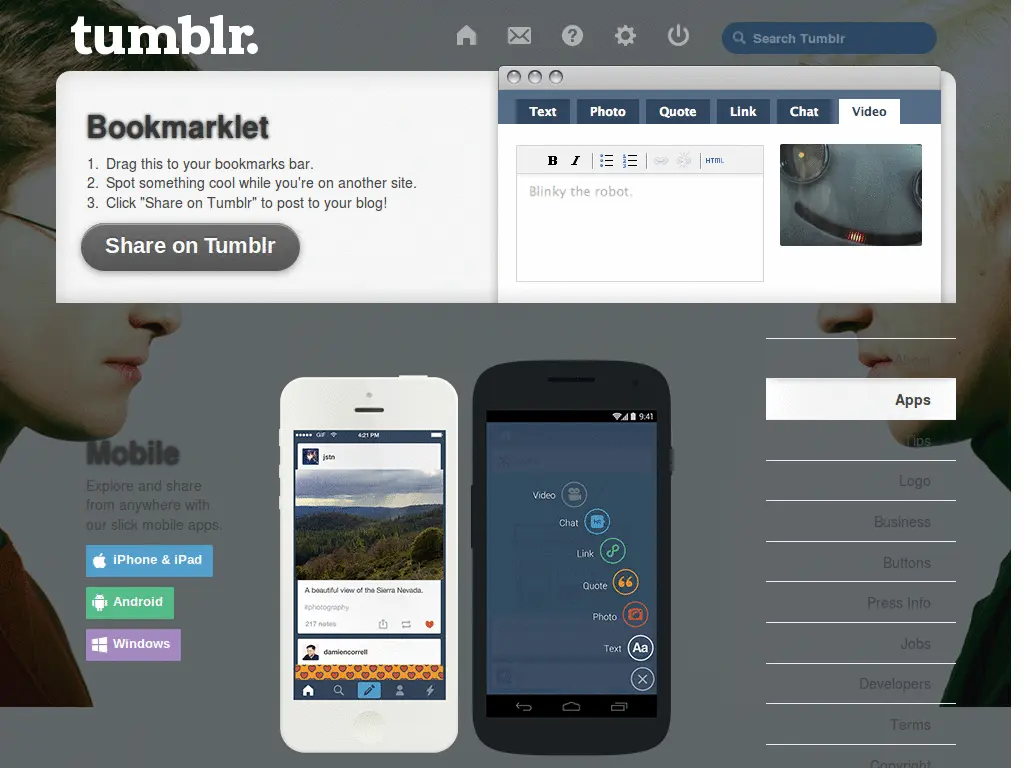 tumblr.
Search Tumblr
Bookmarklet
1. Drag this to your bookmarks bar.
2. Spot something cool while you're on another site.
3. Click "Share on Tumblr" to post to your blog!
Share on Tumblr
Text Photo Quote Link Chat Video
B I HTML
Blinky the robot.
Mobile
Explore and share
from anywhere with
our slick mobile apps.
iPhone & iPad
Android
Windows
GIF 4:21 PM
jstn
A beautiful view of the Sierra Nevada.
#photography
217 notes
damiencorrell
9:41
Video
Chat
Link
Quote
Photo
Text Aa
About
Apps
Tips
Logo
Business
Buttons
Press Info
Jobs
Developers
Terms
Copyright